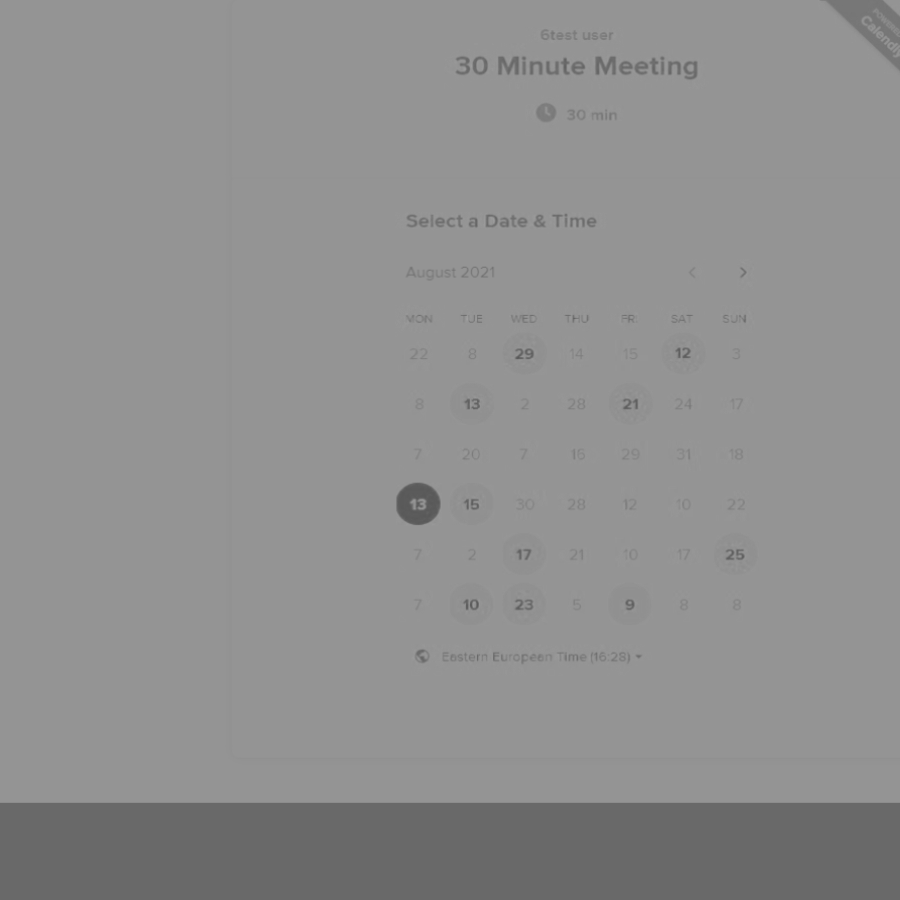 POWERED
Calendly
6test user
30 Minute Meeting
30 min
Select a Date & Time
August 2021
MON TUE WED THU FRI SAT SUN
22 8 29 14 15 12 3
8 13 2 28 21 24 17
7 20 7 15 29 31 18
13 15 30 28 12 10 22
7 2 17 21 10 17 25
7 10 23 5 9 8 8
Eastern European Time (16:28)